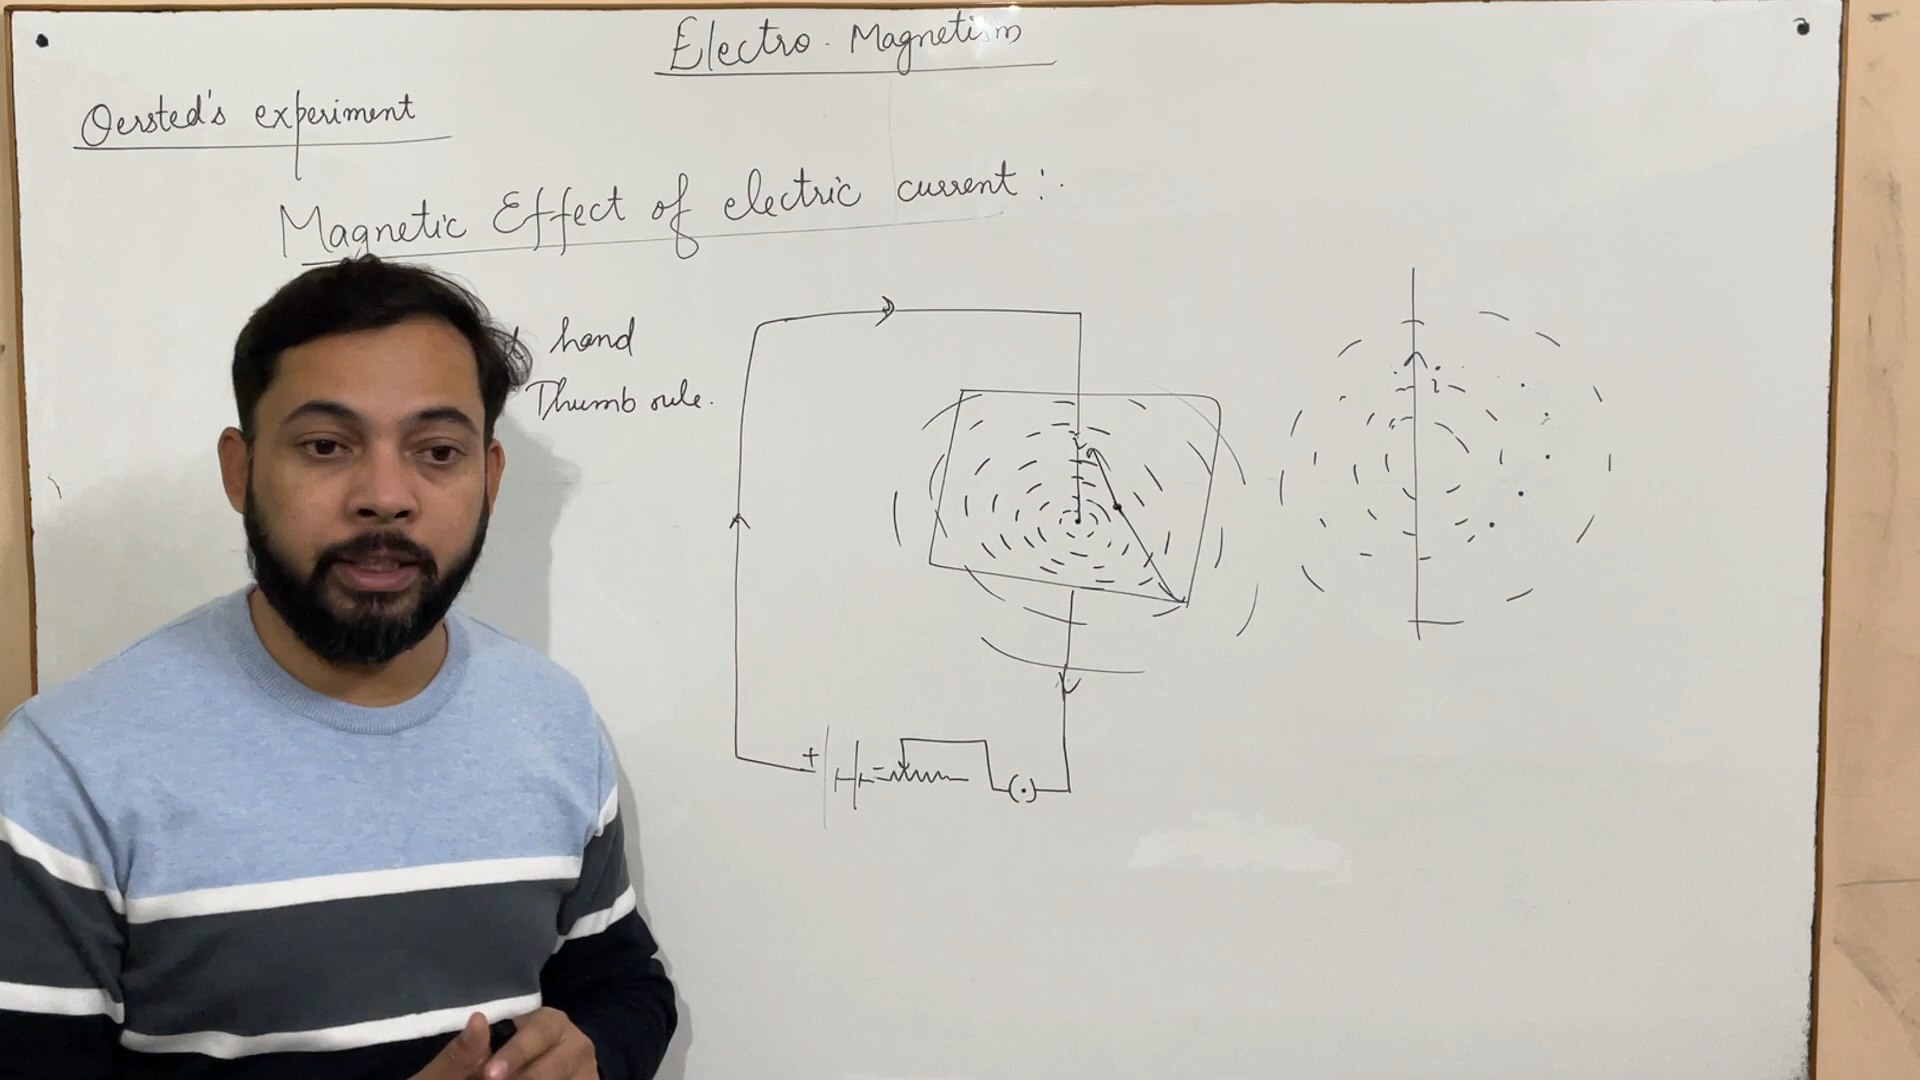 Electro. Magnetism
Oersted's experiment
Magnetic Effect of electric current :.
hand
Thumb rule.
i
+